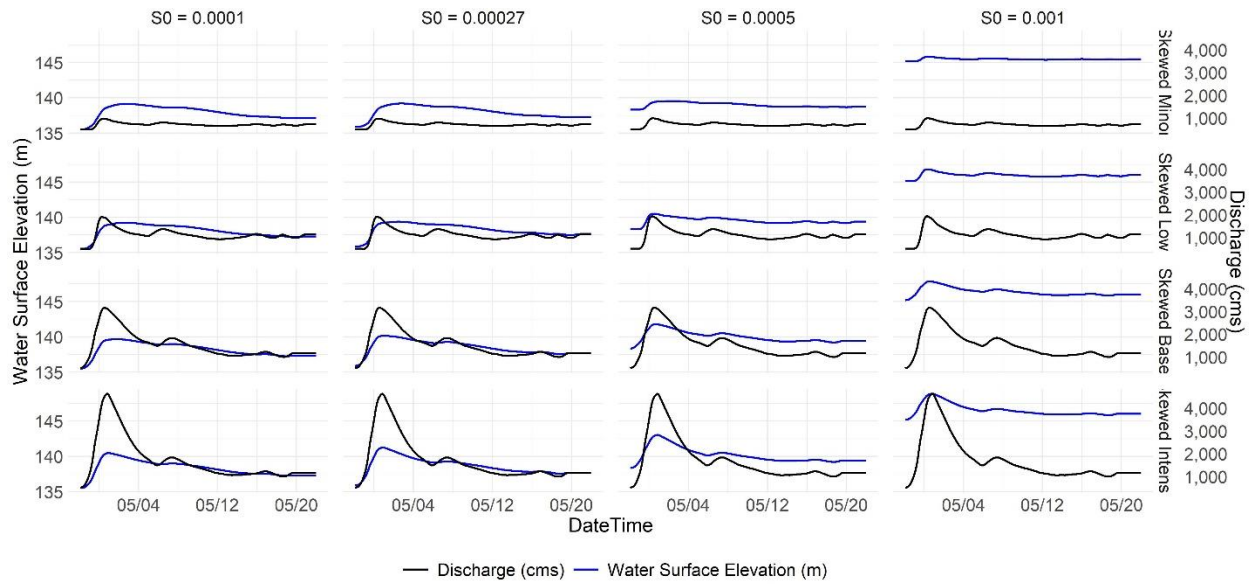 S0 = 0.0001 S0 = 0.00027 S0 = 0.0005 S0 = 0.001
Water Surface Elevation (m)
145
140
135
145
140
135
145
140
135
145
140
135
Skewed Minor
Skewed Low
Skewed Base
Skewed Intens
4,000
3,000
2,000
1,000
4,000
3,000
2,000
1,000
4,000
3,000
2,000
1,000
4,000
3,000
2,000
1,000
Discharge (cms)
05/04 05/12 05/20 05/04 05/12 05/20 05/04 05/12 05/20 05/04 05/12 05/20
DateTime
Discharge (cms) Water Surface Elevation (m)